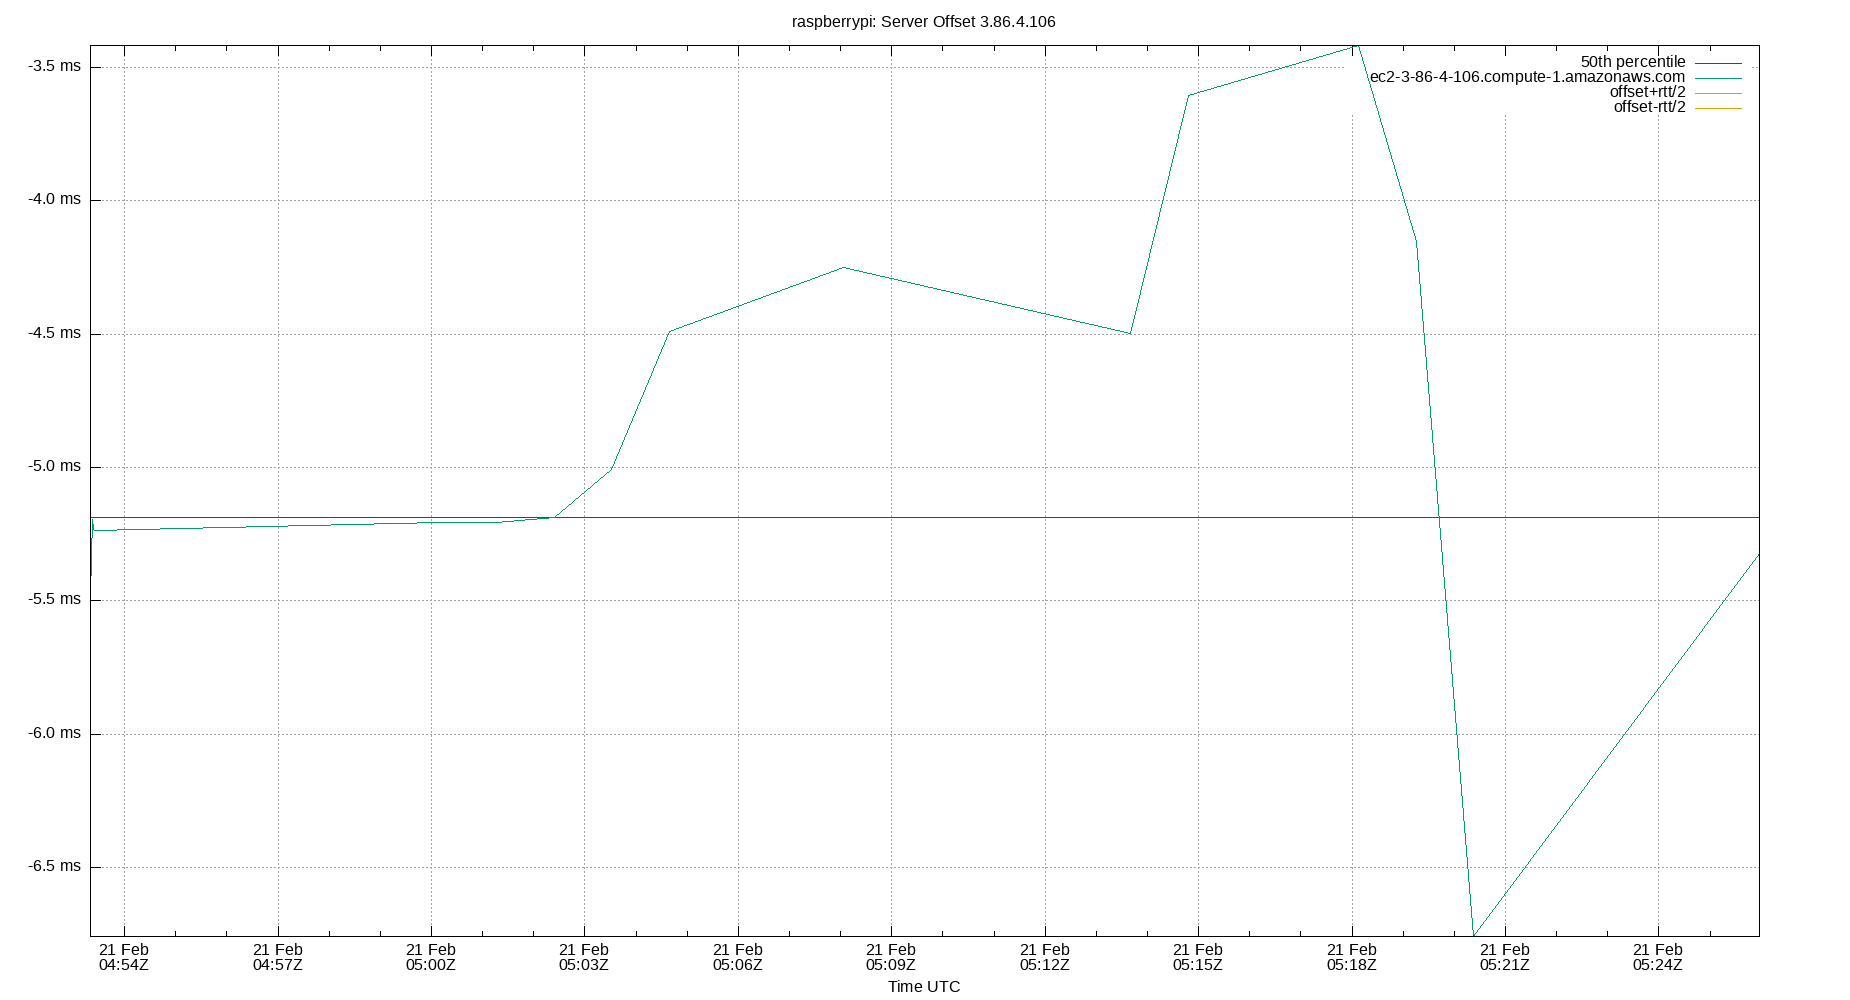 raspberrypi: Server Offset 3.86.4.106
-3.5 ms
-4.0 ms
-4.5 ms
-5.0 ms
-5.5 ms
-6.0 ms
-6.5 ms
50th percentile
ec2-3-86-4-106.compute-1.amazonaws.com
offset+rtt/2
offset-rtt/2
21 Feb 21 Feb 21 Feb 21 Feb 21 Feb 21 Feb 21 Feb 21 Feb 21 Feb 21 Feb 21 Feb
04:54Z 04:57Z 05:00Z 05:03Z 05:06Z 05:09Z 05:12Z 05:15Z 05:18Z 05:21Z 05:24Z
Time UTC